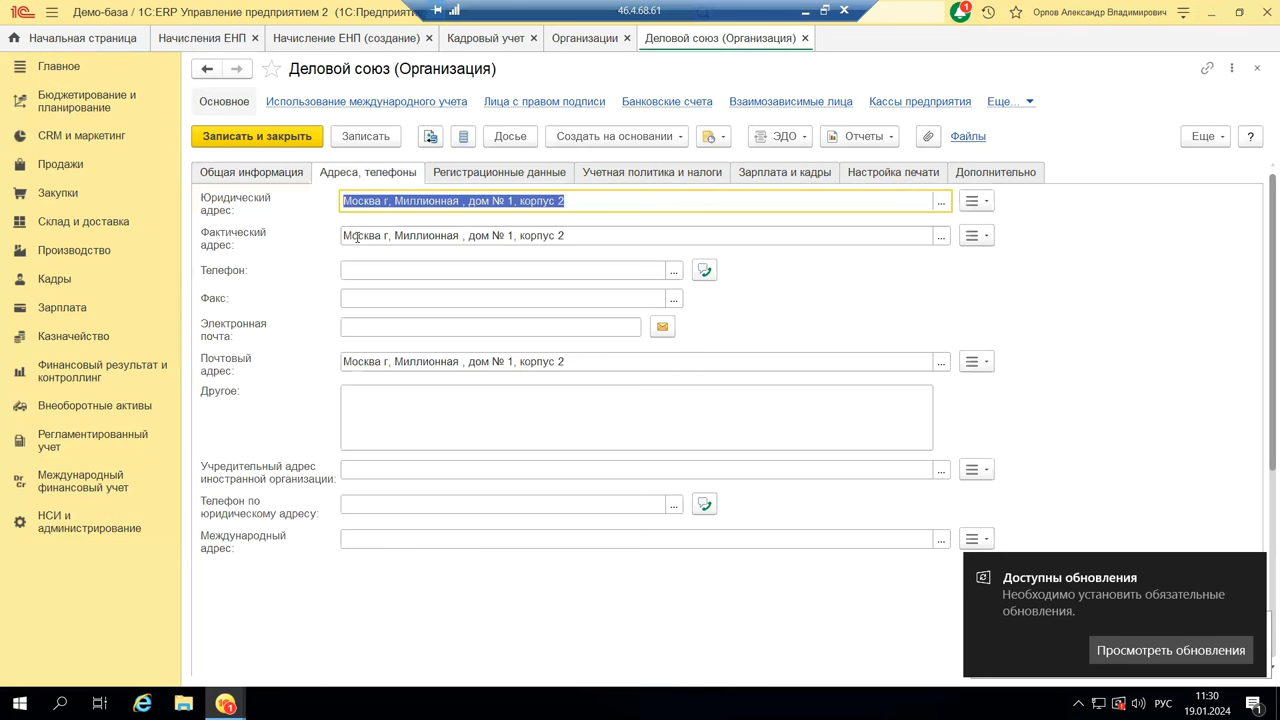 Демо-база / 1С:ERP Управление предприятием 2 (1С:Предприятие
46.4.68.61
Орлов Александр Владимирович
Начальная страница
Начисления ЕНП
Начисление ЕНП (создание)
Кадровый учет
Организации
Деловой союз (Организация)
Главное
Бюджетирование и
планирование
CRM и маркетинг
Продажи
Закупки
Склад и доставка
Производство
Кадры
Зарплата
Казначейство
Финансовый результат и
контроллинг
Внеоборотные активы
Регламентированный
учет
Dr
Cr
Международный
финансовый учет
НСИ и
администрирование
Деловой союз (Организация)
Основное
Использование международного учета
Лица с правом подписи
Банковские счета
Взаимозависимые лица
Кассы предприятия
Еще...
Записать и закрыть
Записать
Досье
Создать на основании
ЭДО
Отчеты
Файлы
Еще
?
Общая информация
Адреса, телефоны
Регистрационные данные
Учетная политика и налоги
Зарплата и кадры
Настройка печати
Дополнительно
Юридический
адрес:
Москва г, Миллионная , дом № 1, корпус 2
...
Фактический
адрес:
Москва г, Миллионная , дом № 1, корпус 2
...
Телефон:
...
Факс:
...
Электронная
почта:
Почтовый
адрес:
Москва г, Миллионная , дом № 1, корпус 2
...
Другое:
Учредительный адрес
иностранной организации:
...
Телефон по
юридическому адресу:
...
Международный
адрес:
...
Доступны обновления
Необходимо установить обязательные
обновления.
Просмотреть обновления
РУС
11:30
19.01.2024